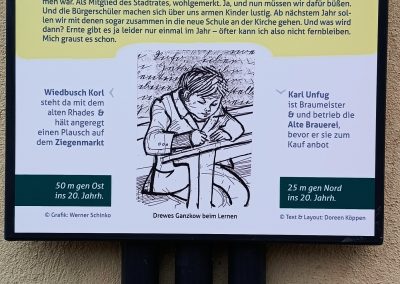 men war. Als Mitglied des Stadtrates, wohlgemerkt. Ja, und nun müssen wir dafür büßen.
Und die Bürgerschüler machen sich über uns armen Kinder lustig. Ab nächstem Jahr sol-
len wir mit denen sogar zusammen in die neue Schule an der Kirche gehen. Und was wird
dann? Ernte gibt es ja leider nur einmal im Jahr – öfter kann ich also nicht fernbleiben.
Mich graust es schon.
Wiedbusch Korl
steht da mit dem
alten Rhades &
hält angeregt
einen Plausch auf
dem Ziegenmarkt
Karl Unfug
ist Braumeister
& und betreib die
Alte Brauerei,
bevor er sie zum
Kauf anbot
50 m gen Ost
ins 20. Jahrh.
25 m gen Nord
ins 20. Jahrh.
© Grafik: Werner Schinko
Drewes Ganzkow beim Lernen
© Text & Layout: Doreen Köppen